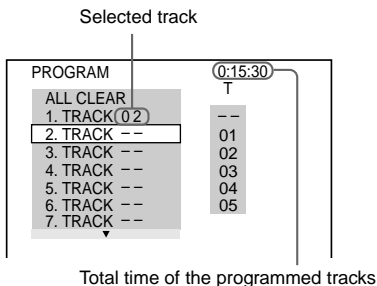 Selected track
PROGRAM 0:15:30
T
ALL CLEAR
1. TRACK 0 2 – –
2. TRACK – – 01
3. TRACK – – 02
4. TRACK – – 03
5. TRACK – – 04
6. TRACK – – 05
7. TRACK – –
Total time of the programmed tracks